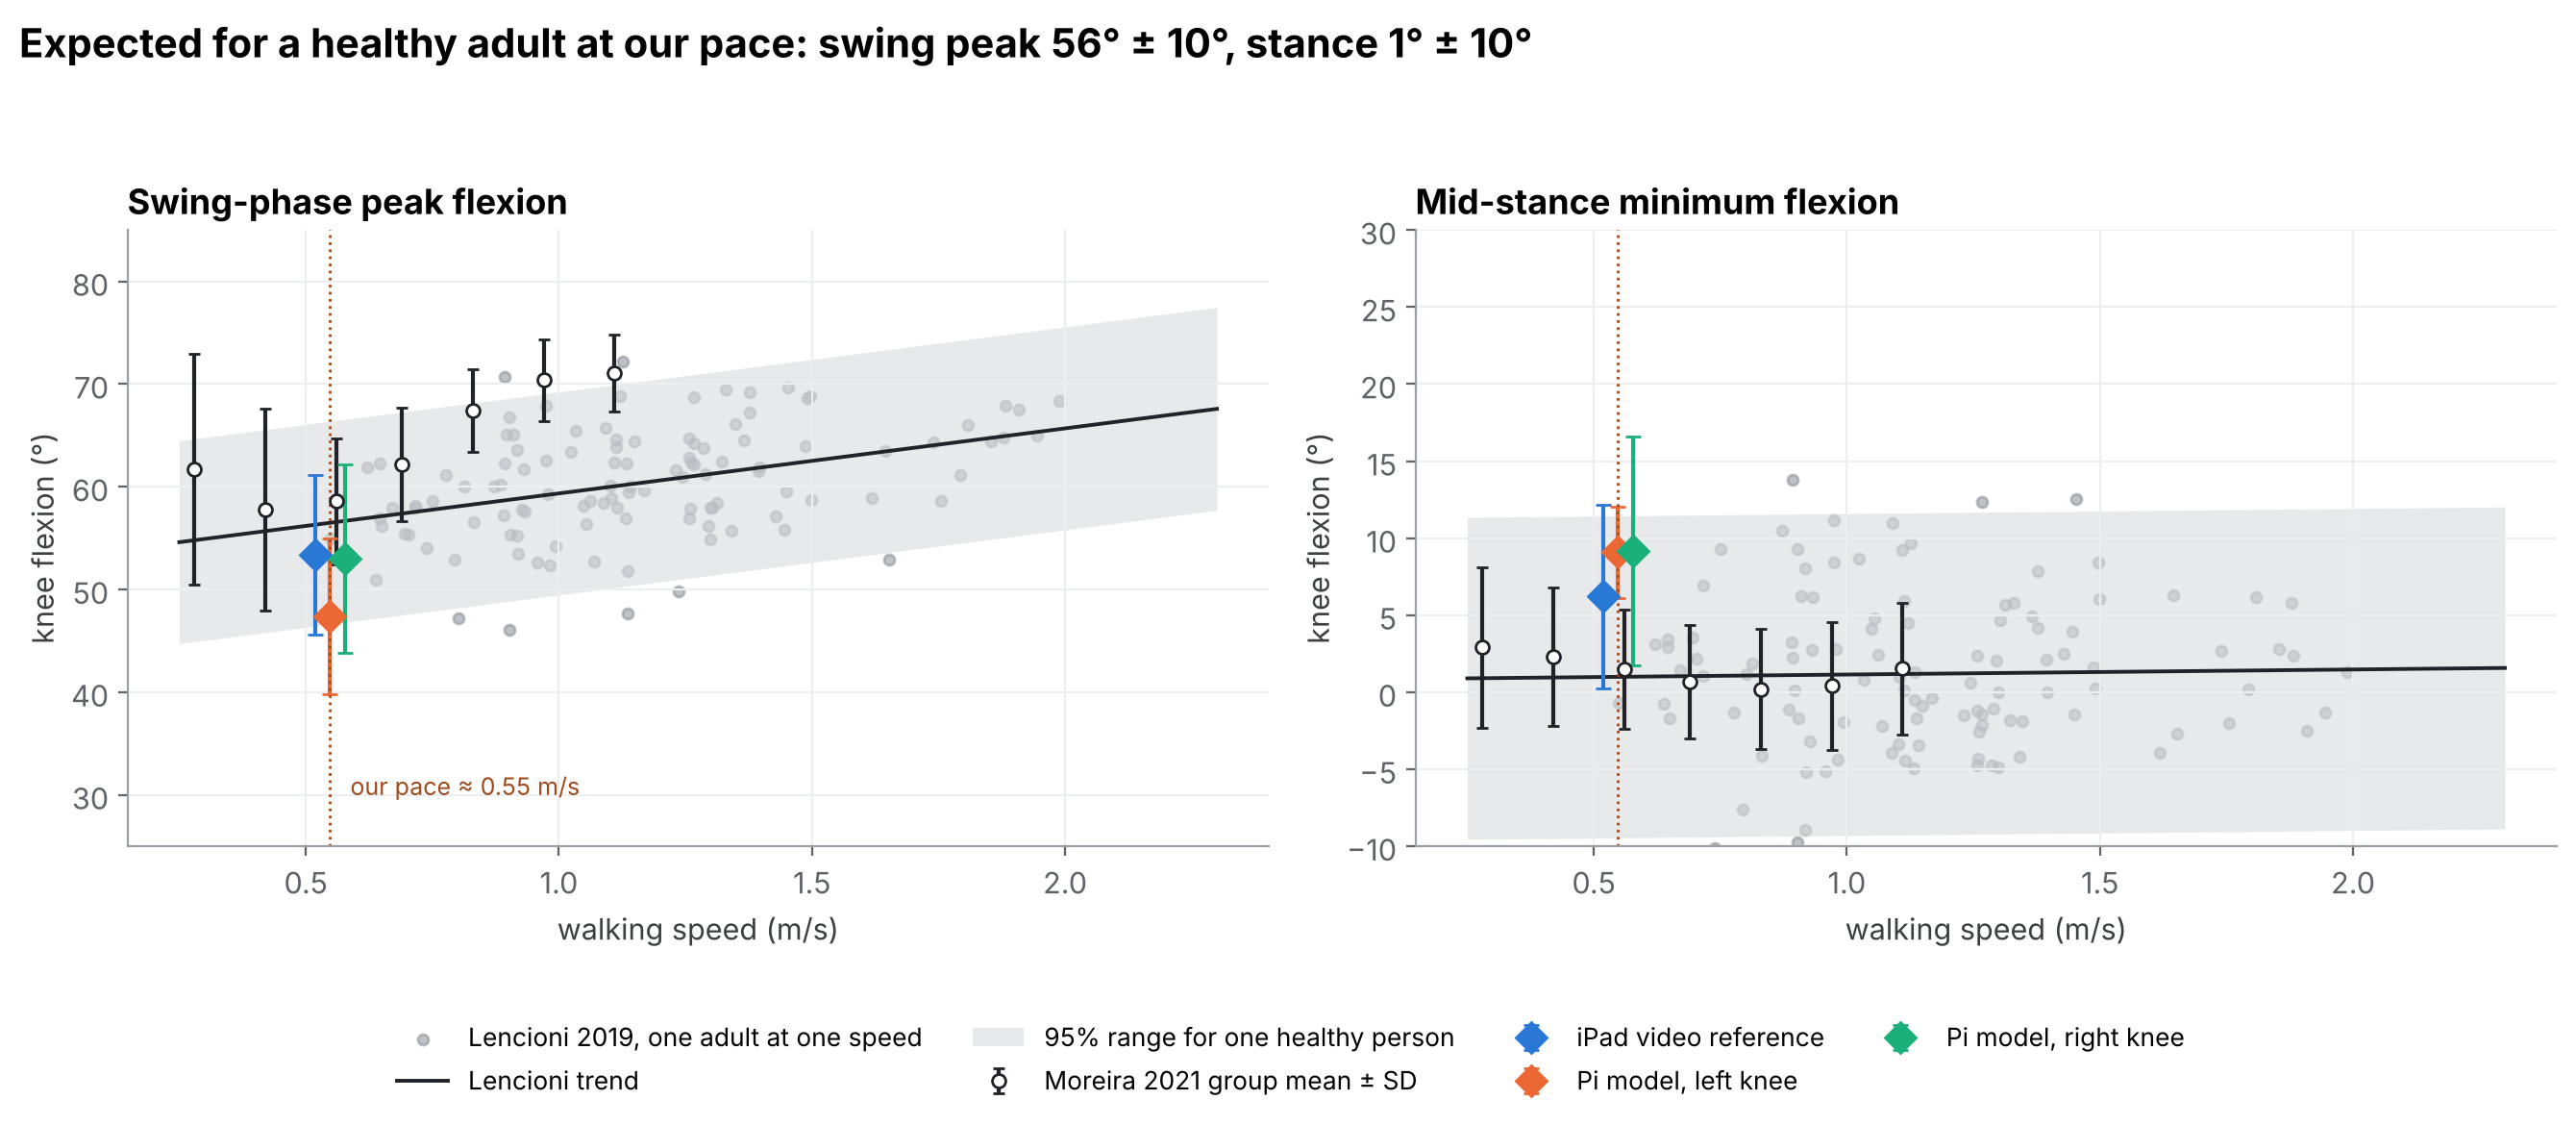 Expected for a healthy adult at our pace: swing peak 56° ± 10°, stance 1° ± 10°
Swing-phase peak flexion
knee flexion (°)
80
70
60
50
40
30
our pace ≈ 0.55 m/s
0.5
1.0
1.5
2.0
walking speed (m/s)
Mid-stance minimum flexion
knee flexion (°)
30
25
20
15
10
5
0
−5
−10
0.5
1.0
1.5
2.0
walking speed (m/s)
Lencioni 2019, one adult at one speed
Lencioni trend
95% range for one healthy person
Moreira 2021 group mean ± SD
iPad video reference
Pi model, left knee
Pi model, right knee